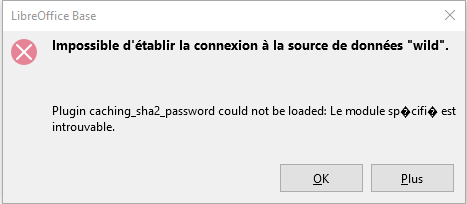 LibreOffice Base
Impossible d'établir la connexion à la source de données "wild".
Plugin caching_sha2_password could not be loaded: Le module sp�cifi� est
introuvable.
OK
Plus